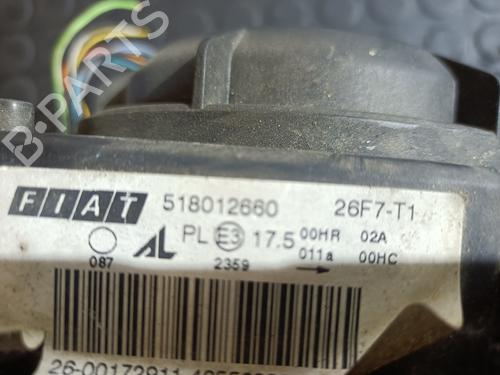 B-PARTS
FIAT 518012660 26F7-T1
AL PL E3 17.5 00HR 02A
087 2359 011a → 00HC